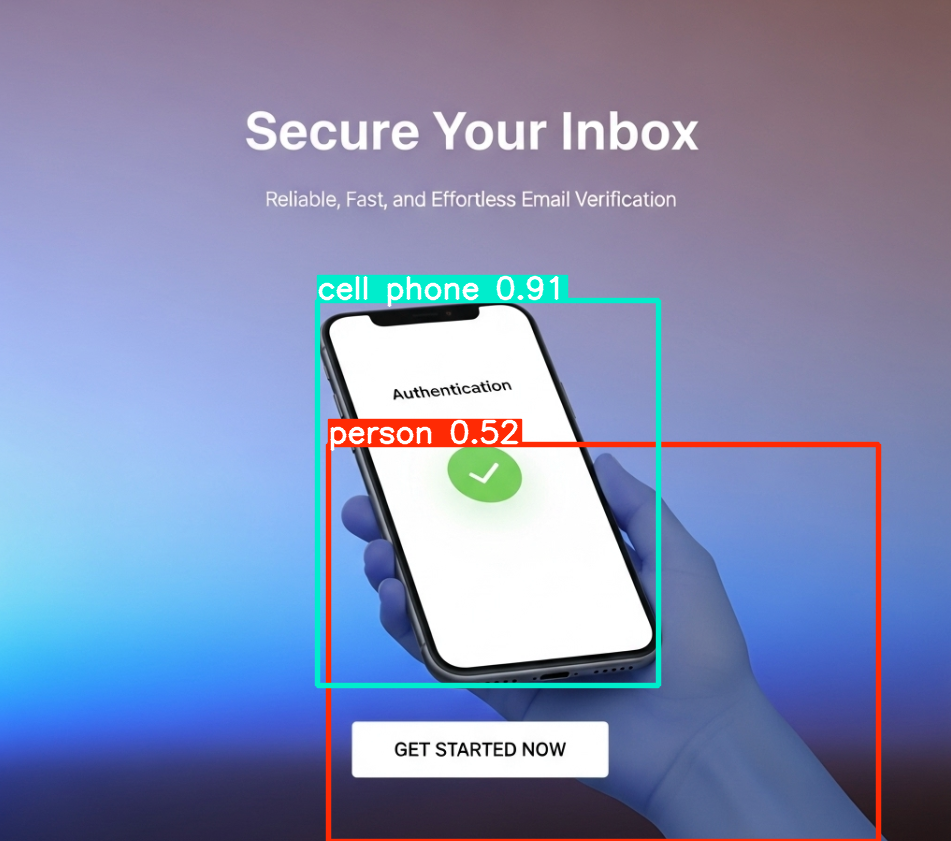 Secure Your Inbox
Reliable, Fast, and Effortless Email Verification
cell phone 0.91
Authentication
person 0.52
GET STARTED NOW